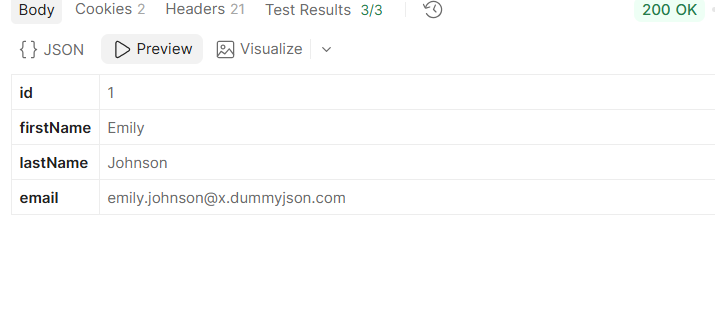 Body Cookies 2 Headers 21 Test Results 3/3 200 OK
{} JSON Preview Visualize
id 1
firstName Emily
lastName Johnson
email emily.johnson@x.dummyjson.com